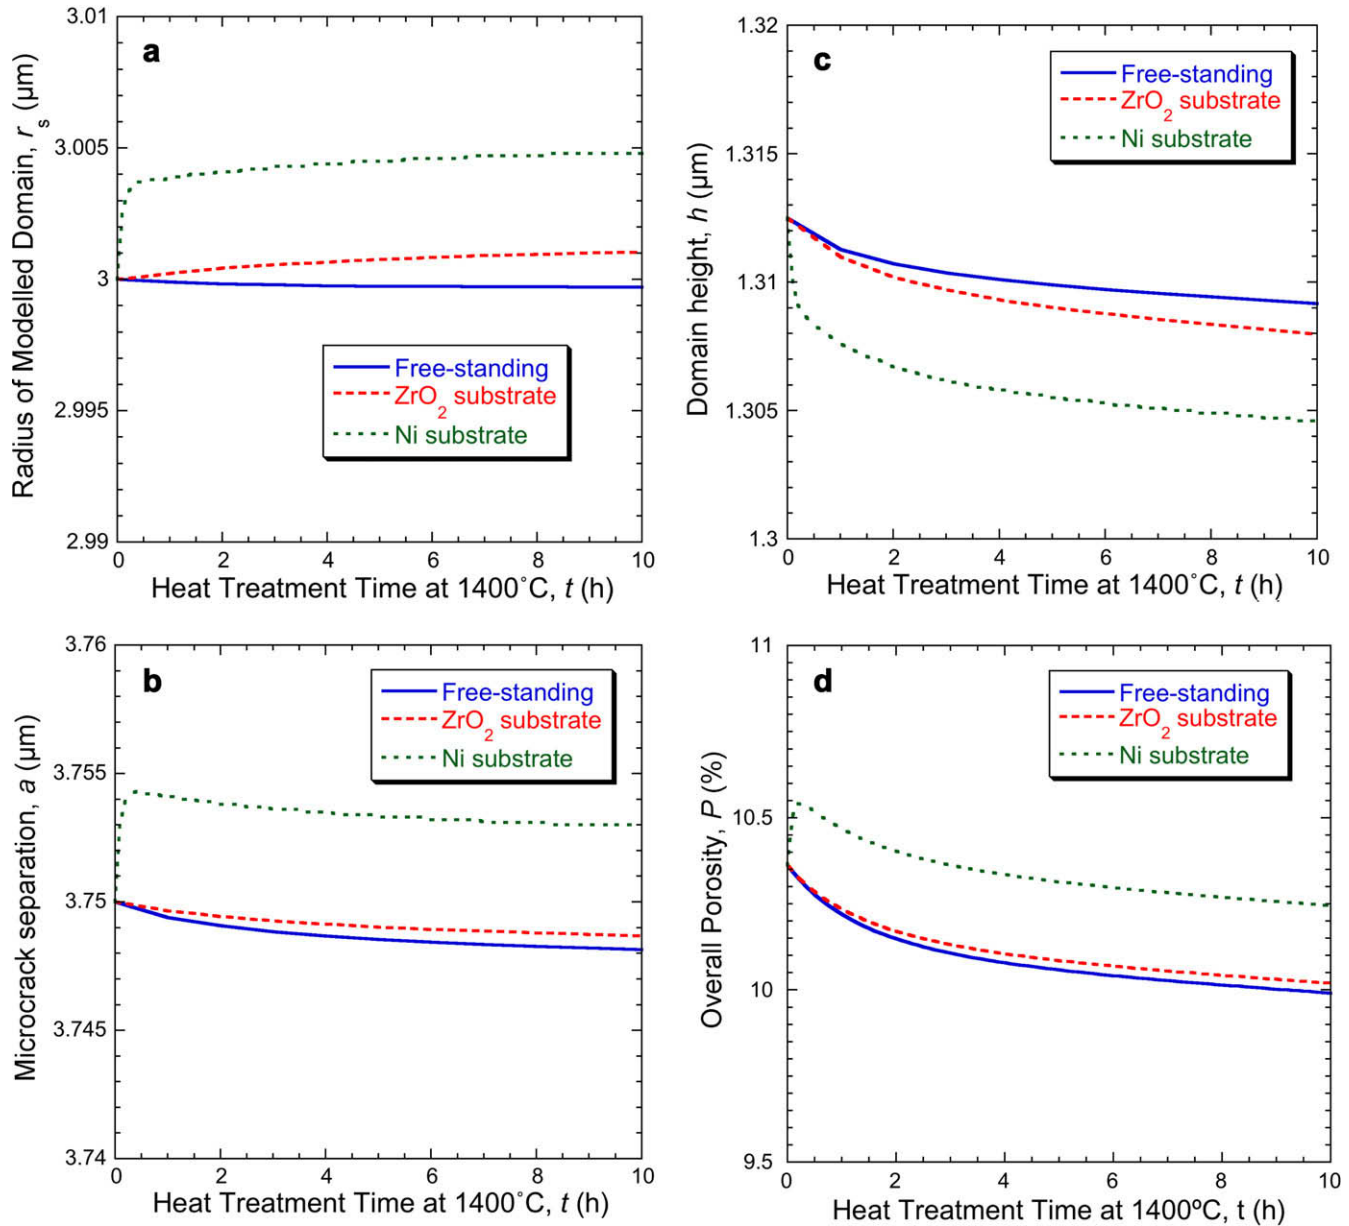 a
Radius of Modelled Domain, r_s (µm)
3.01
3.005
3
2.995
2.99
Free-standing
ZrO₂ substrate
Ni substrate
0 2 4 6 8 10
Heat Treatment Time at 1400˚C, t (h)
c
Domain height, h (µm)
1.32
1.315
1.31
1.305
1.3
Free-standing
ZrO₂ substrate
Ni substrate
0 2 4 6 8 10
Heat Treatment Time at 1400˚C, t (h)
b
Microcrack separation, a (µm)
3.76
3.755
3.75
3.745
3.74
Free-standing
ZrO₂ substrate
Ni substrate
0 2 4 6 8 10
Heat Treatment Time at 1400˚C, t (h)
d
Overall Porosity, P (%)
11
10.5
10
9.5
Free-standing
ZrO₂ substrate
Ni substrate
0 2 4 6 8 10
Heat Treatment Time at 1400ºC, t (h)